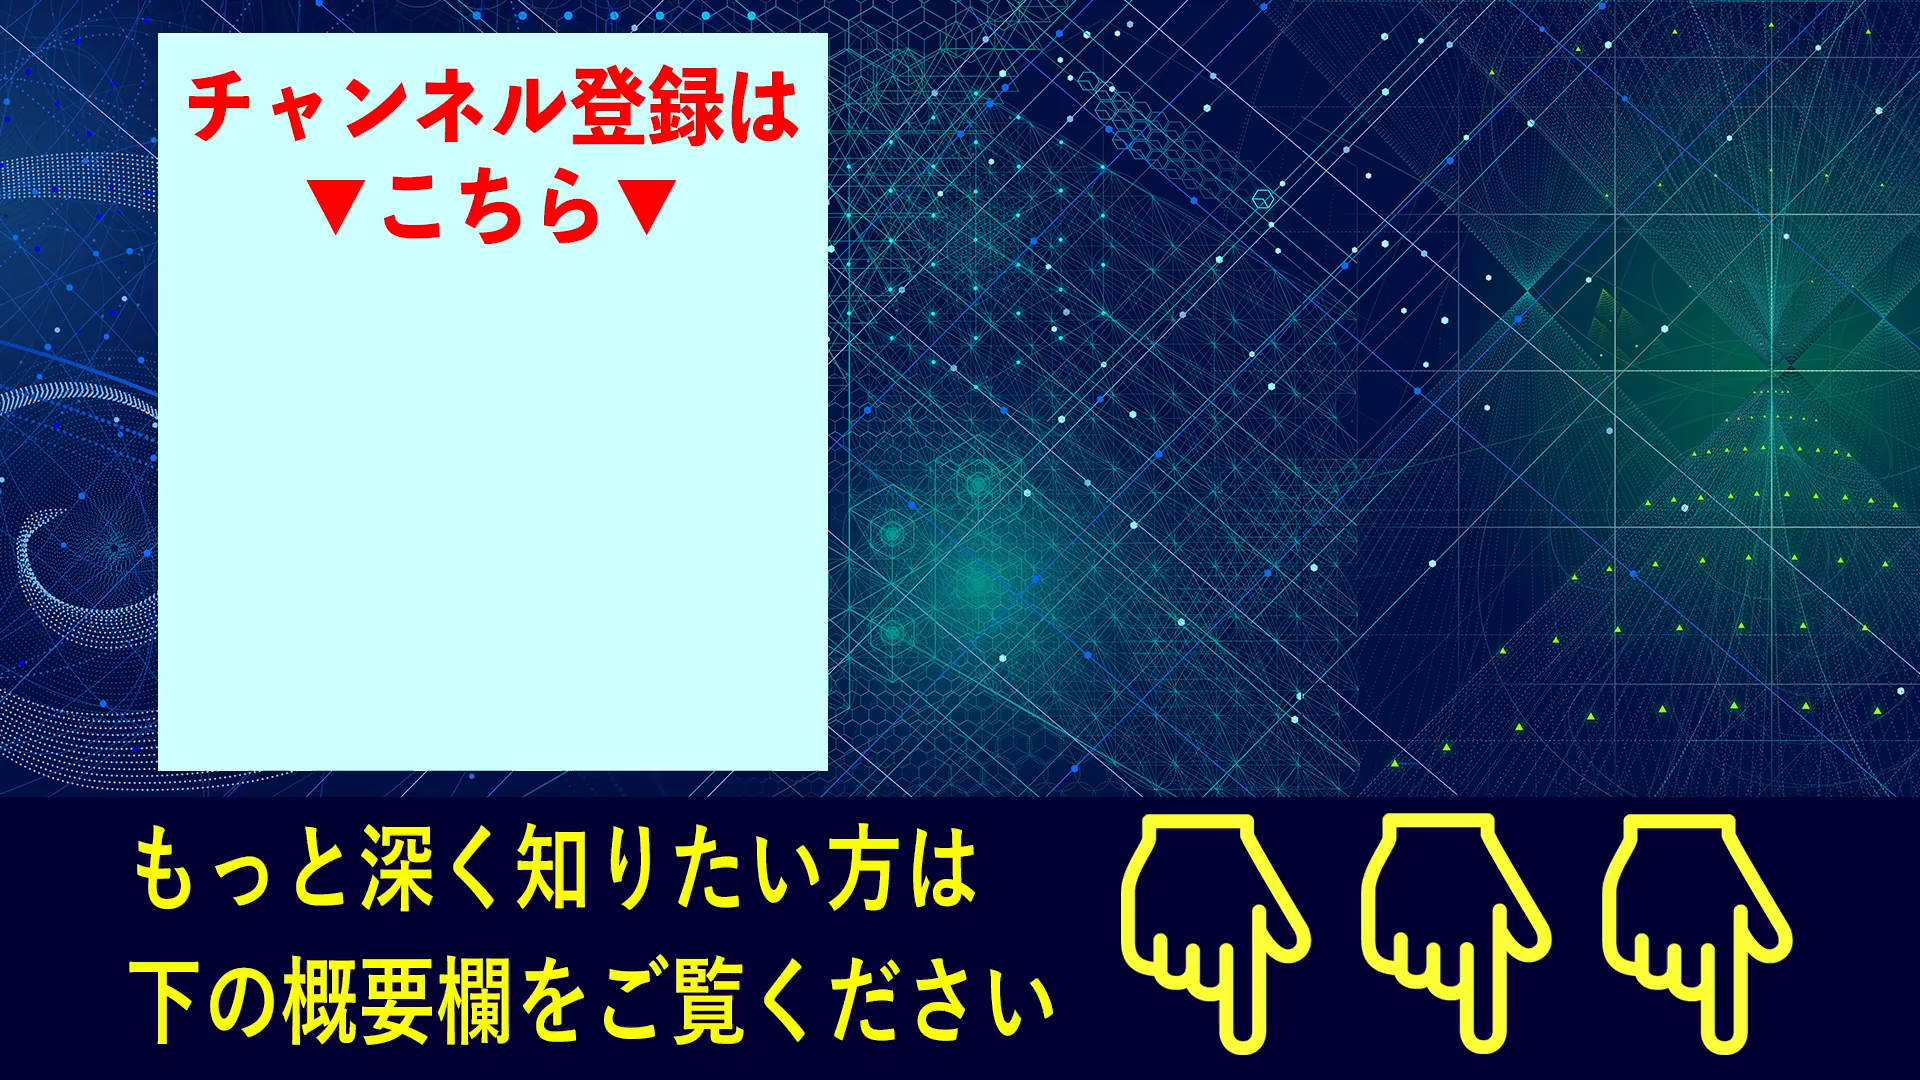 チャンネル登録は
▼こちら▼
もっと深く知りたい方は
下の概要欄をご覧ください